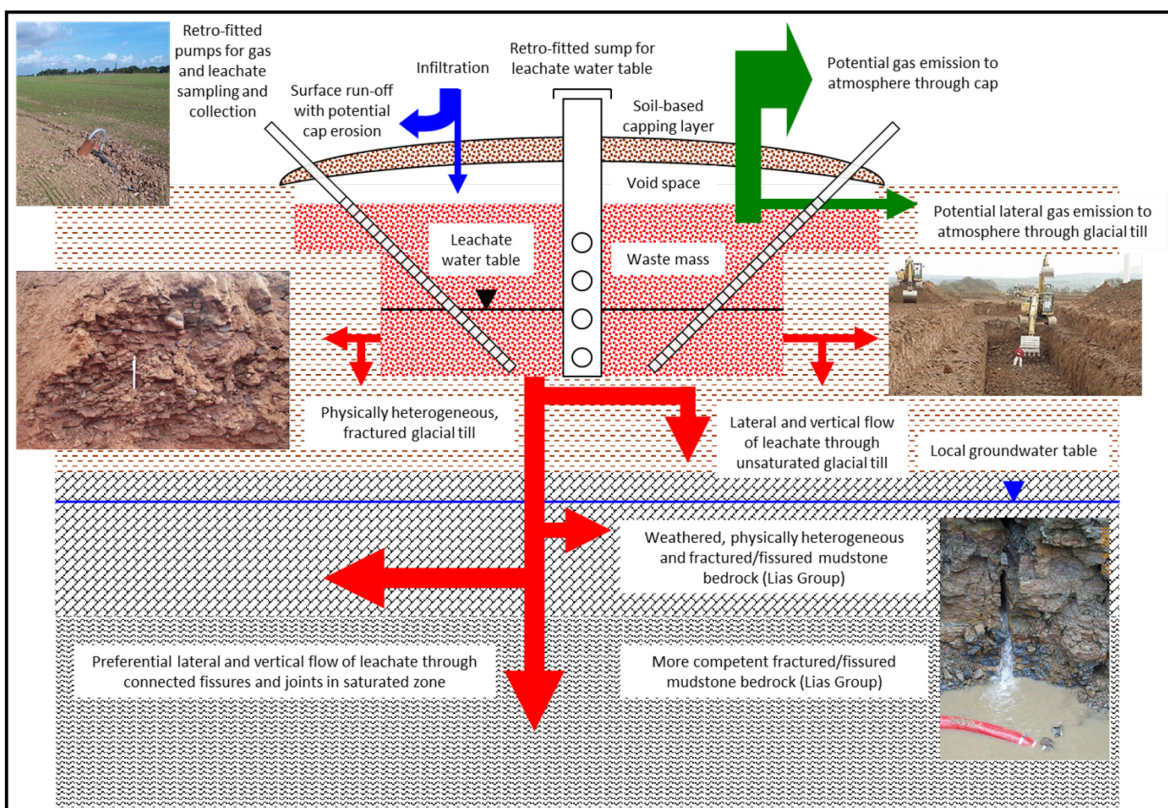 Retro-fitted
pumps for gas
and leachate
sampling and
collection
Surface run-off
with potential
cap erosion
Infiltration
Retro-fitted sump for
leachate water table
Soil-based
capping layer
Potential gas emission to
atmosphere through cap
Void space
Potential lateral gas emission to
atmosphere through glacial till
Leachate
water table
Waste mass
Physically heterogeneous,
fractured glacial till
Lateral and vertical flow
of leachate through
unsaturated glacial till
Local groundwater table
Weathered, physically heterogeneous
and fractured/fissured mudstone
bedrock (Lias Group)
Preferential lateral and vertical flow of leachate through
connected fissures and joints in saturated zone
More competent fractured/fissured
mudstone bedrock (Lias Group)